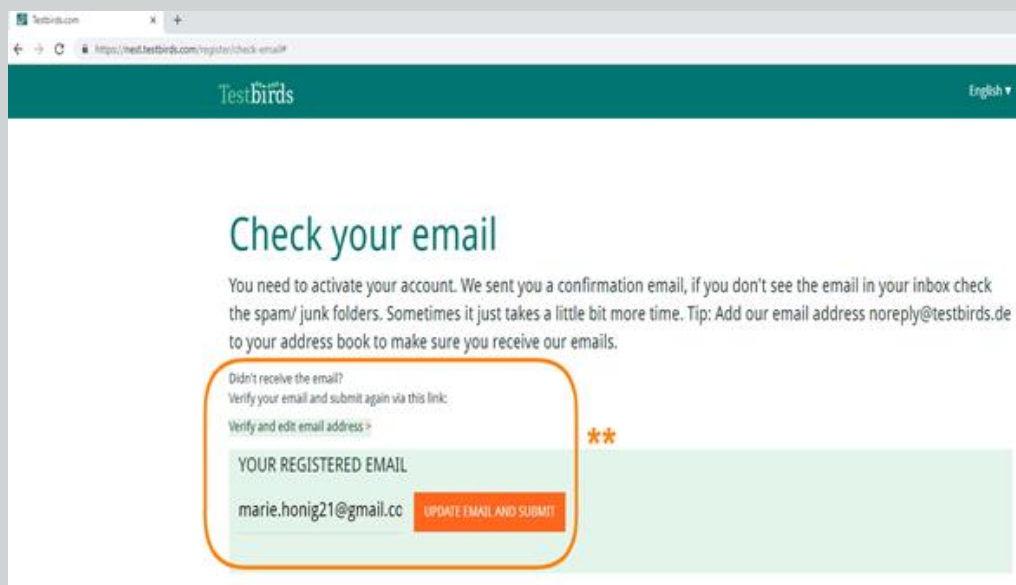 Testbirds.com x +
https://nest.testbirds.com/register/check-email#
Testbirds
English ▾
Check your email
You need to activate your account. We sent you a confirmation email, if you don't see the email in your inbox check
the spam/ junk folders. Sometimes it just takes a little bit more time. Tip: Add our email address noreply@testbirds.de
to your address book to make sure you receive our emails.
Didn't receive the email?
Verify your email and submit again via this link:
Verify and edit email address >
**
YOUR REGISTERED EMAIL
marie.honig21@gmail.cc UPDATE EMAIL AND SUBMIT